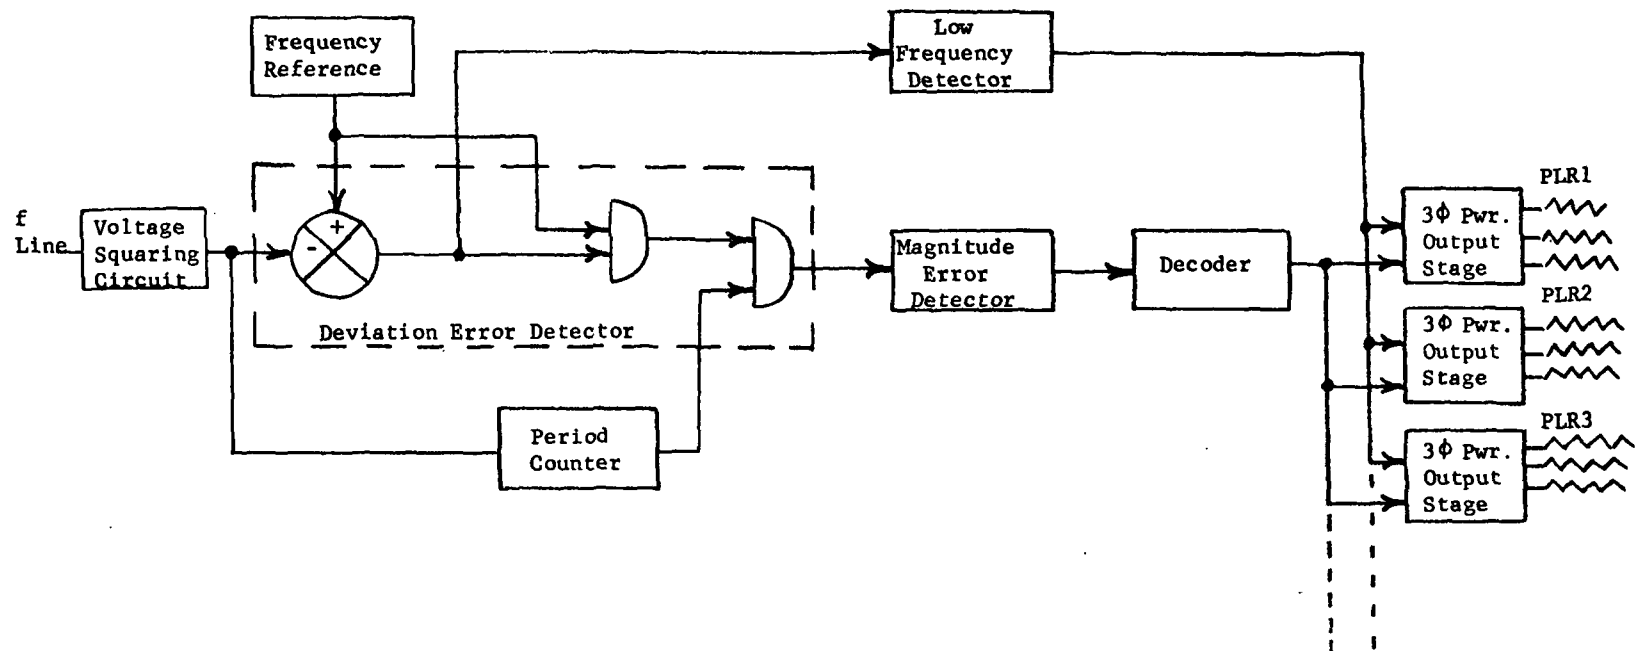 Frequency
Reference
Low
Frequency
Detector
f
Line
Voltage
Squaring
Circuit
+
-
Deviation Error Detector
Period
Counter
Magnitude
Error
Detector
Decoder
PLR1
3ϕ Pwr.
Output
Stage
PLR2
3ϕ Pwr.
Output
Stage
PLR3
3ϕ Pwr.
Output
Stage